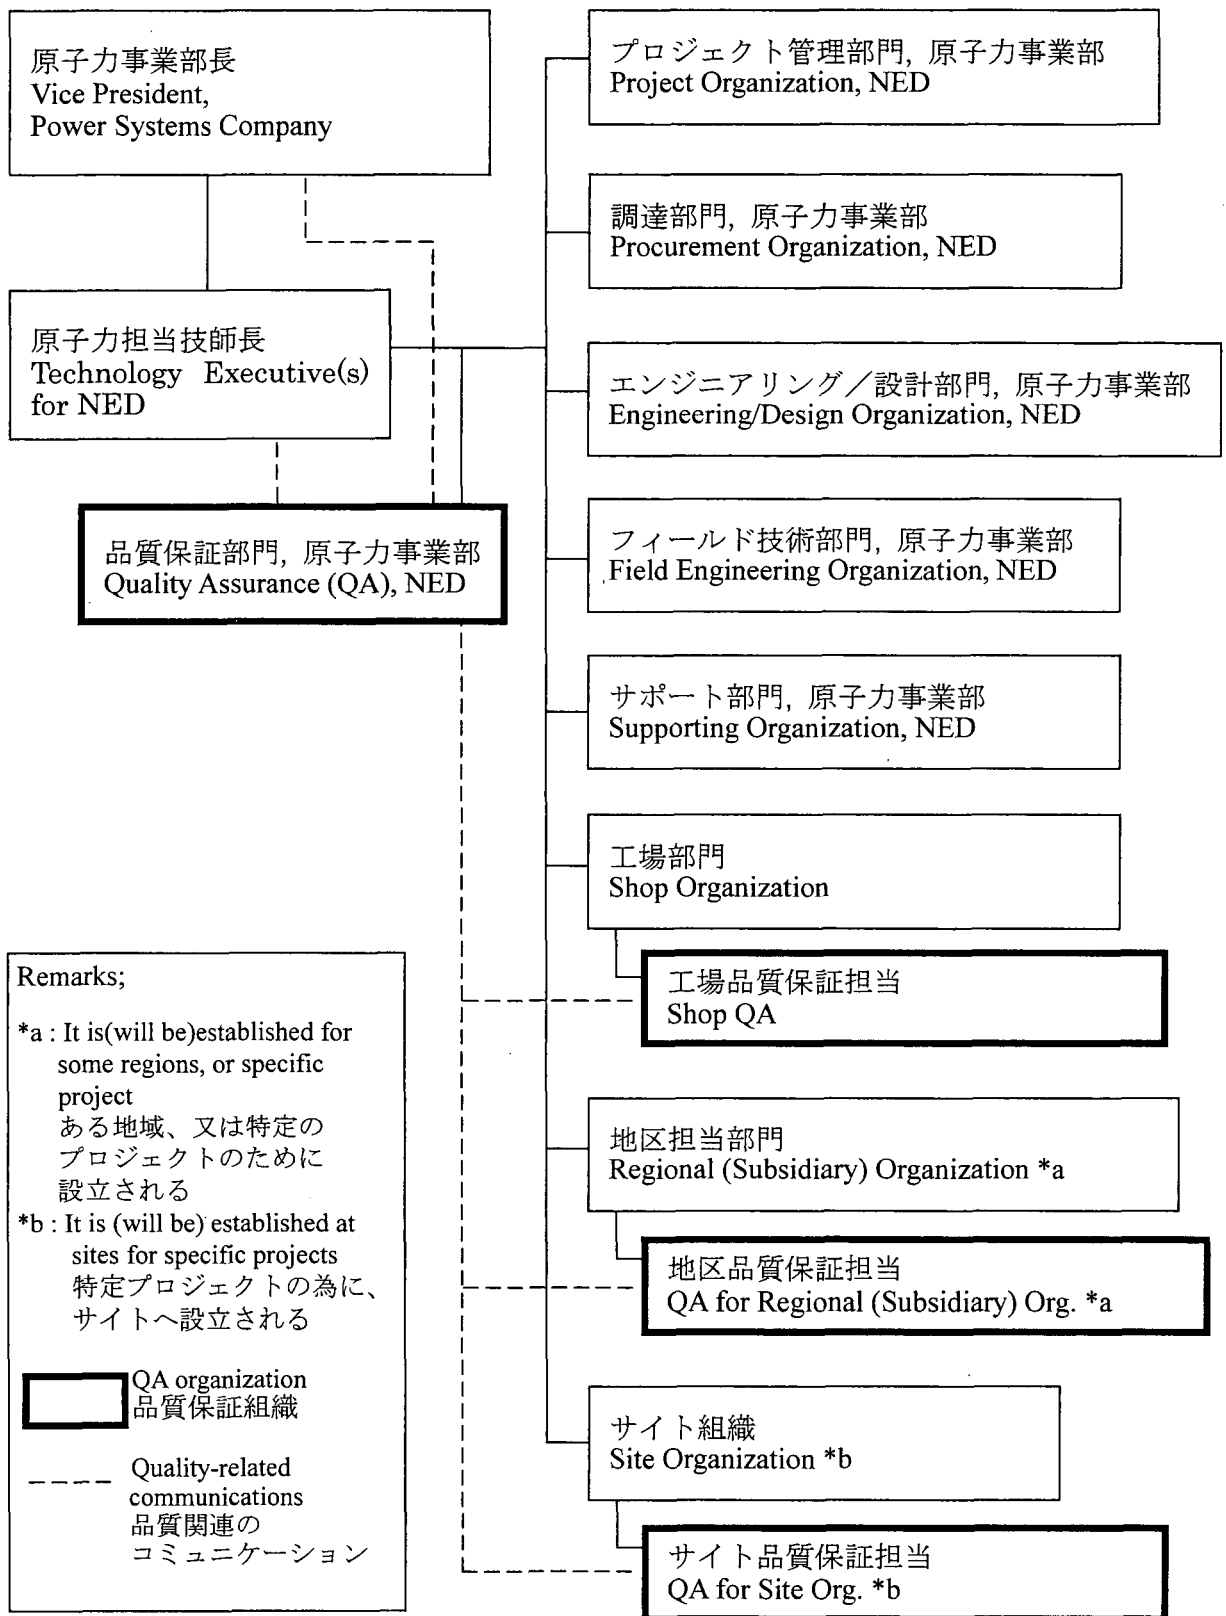 原子力事業部長
Vice President,
Power Systems Company
原子力担当技師長
Technology Executive(s)
for NED
品質保証部門, 原子力事業部
Quality Assurance (QA), NED
プロジェクト管理部門, 原子力事業部
Project Organization, NED
調達部門, 原子力事業部
Procurement Organization, NED
エンジニアリング/設計部門, 原子力事業部
Engineering/Design Organization, NED
フィールド技術部門, 原子力事業部
Field Engineering Organization, NED
サポート部門, 原子力事業部
Supporting Organization, NED
工場部門
Shop Organization
工場品質保証担当
Shop QA
地区担当部門
Regional (Subsidiary) Organization *a
地区品質保証担当
QA for Regional (Subsidiary) Org. *a
サイト組織
Site Organization *b
サイト品質保証担当
QA for Site Org. *b
Remarks;
*a : It is(will be)established for
some regions, or specific
project
ある地域、又は特定の
プロジェクトのために
設立される
*b : It is (will be) established at
sites for specific projects
特定プロジェクトの為に、
サイトへ設立される
QA organization
品質保証組織
Quality-related
communications
品質関連の
コミュニケーション